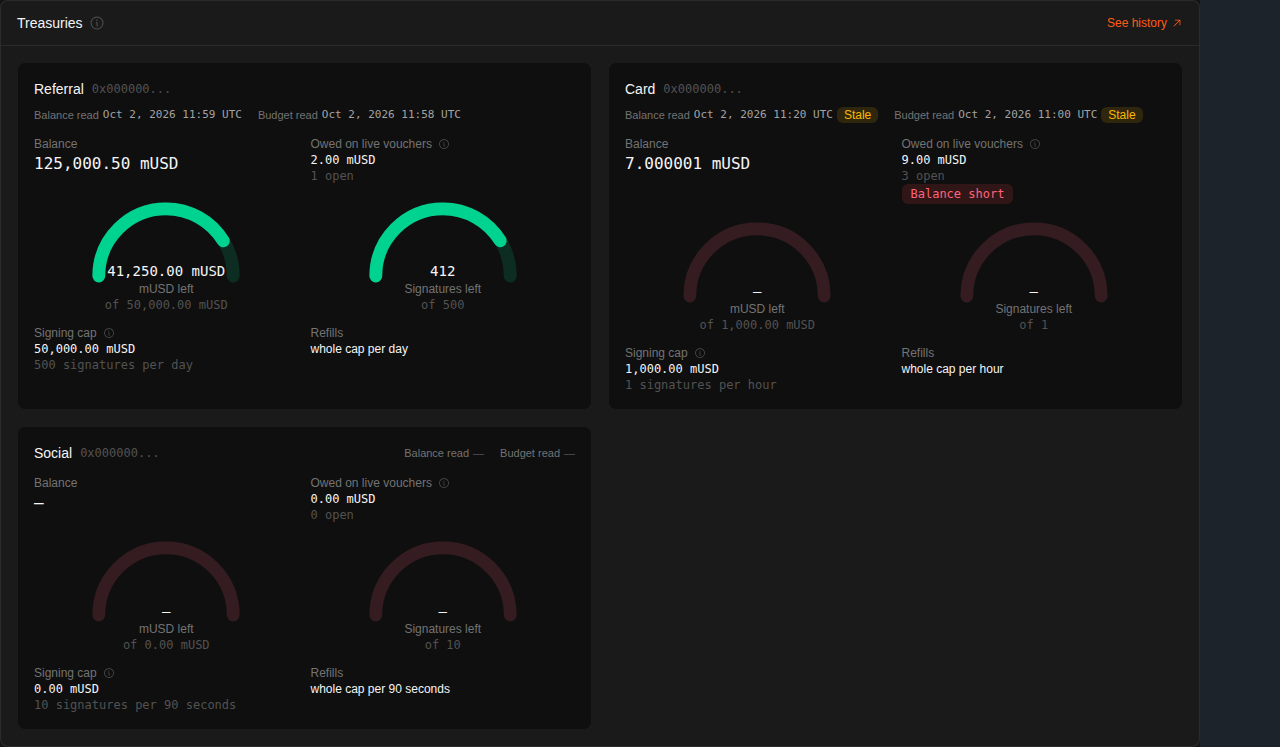 Treasuries
See history
Referral 0x000000...
Balance read Oct 2, 2026 11:59 UTC Budget read Oct 2, 2026 11:58 UTC
Balance
125,000.50 mUSD
Owed on live vouchers
2.00 mUSD
1 open
41,250.00 mUSD
mUSD left
of 50,000.00 mUSD
412
Signatures left
of 500
Signing cap
50,000.00 mUSD
500 signatures per day
Refills
whole cap per day
Card 0x000000...
Balance read Oct 2, 2026 11:20 UTC Stale Budget read Oct 2, 2026 11:00 UTC Stale
Balance
7.000001 mUSD
Owed on live vouchers
9.00 mUSD
3 open
Balance short
—
mUSD left
of 1,000.00 mUSD
—
Signatures left
of 1
Signing cap
1,000.00 mUSD
1 signatures per hour
Refills
whole cap per hour
Social 0x000000...
Balance read — Budget read —
Balance
—
Owed on live vouchers
0.00 mUSD
0 open
—
mUSD left
of 0.00 mUSD
—
Signatures left
of 10
Signing cap
0.00 mUSD
10 signatures per 90 seconds
Refills
whole cap per 90 seconds